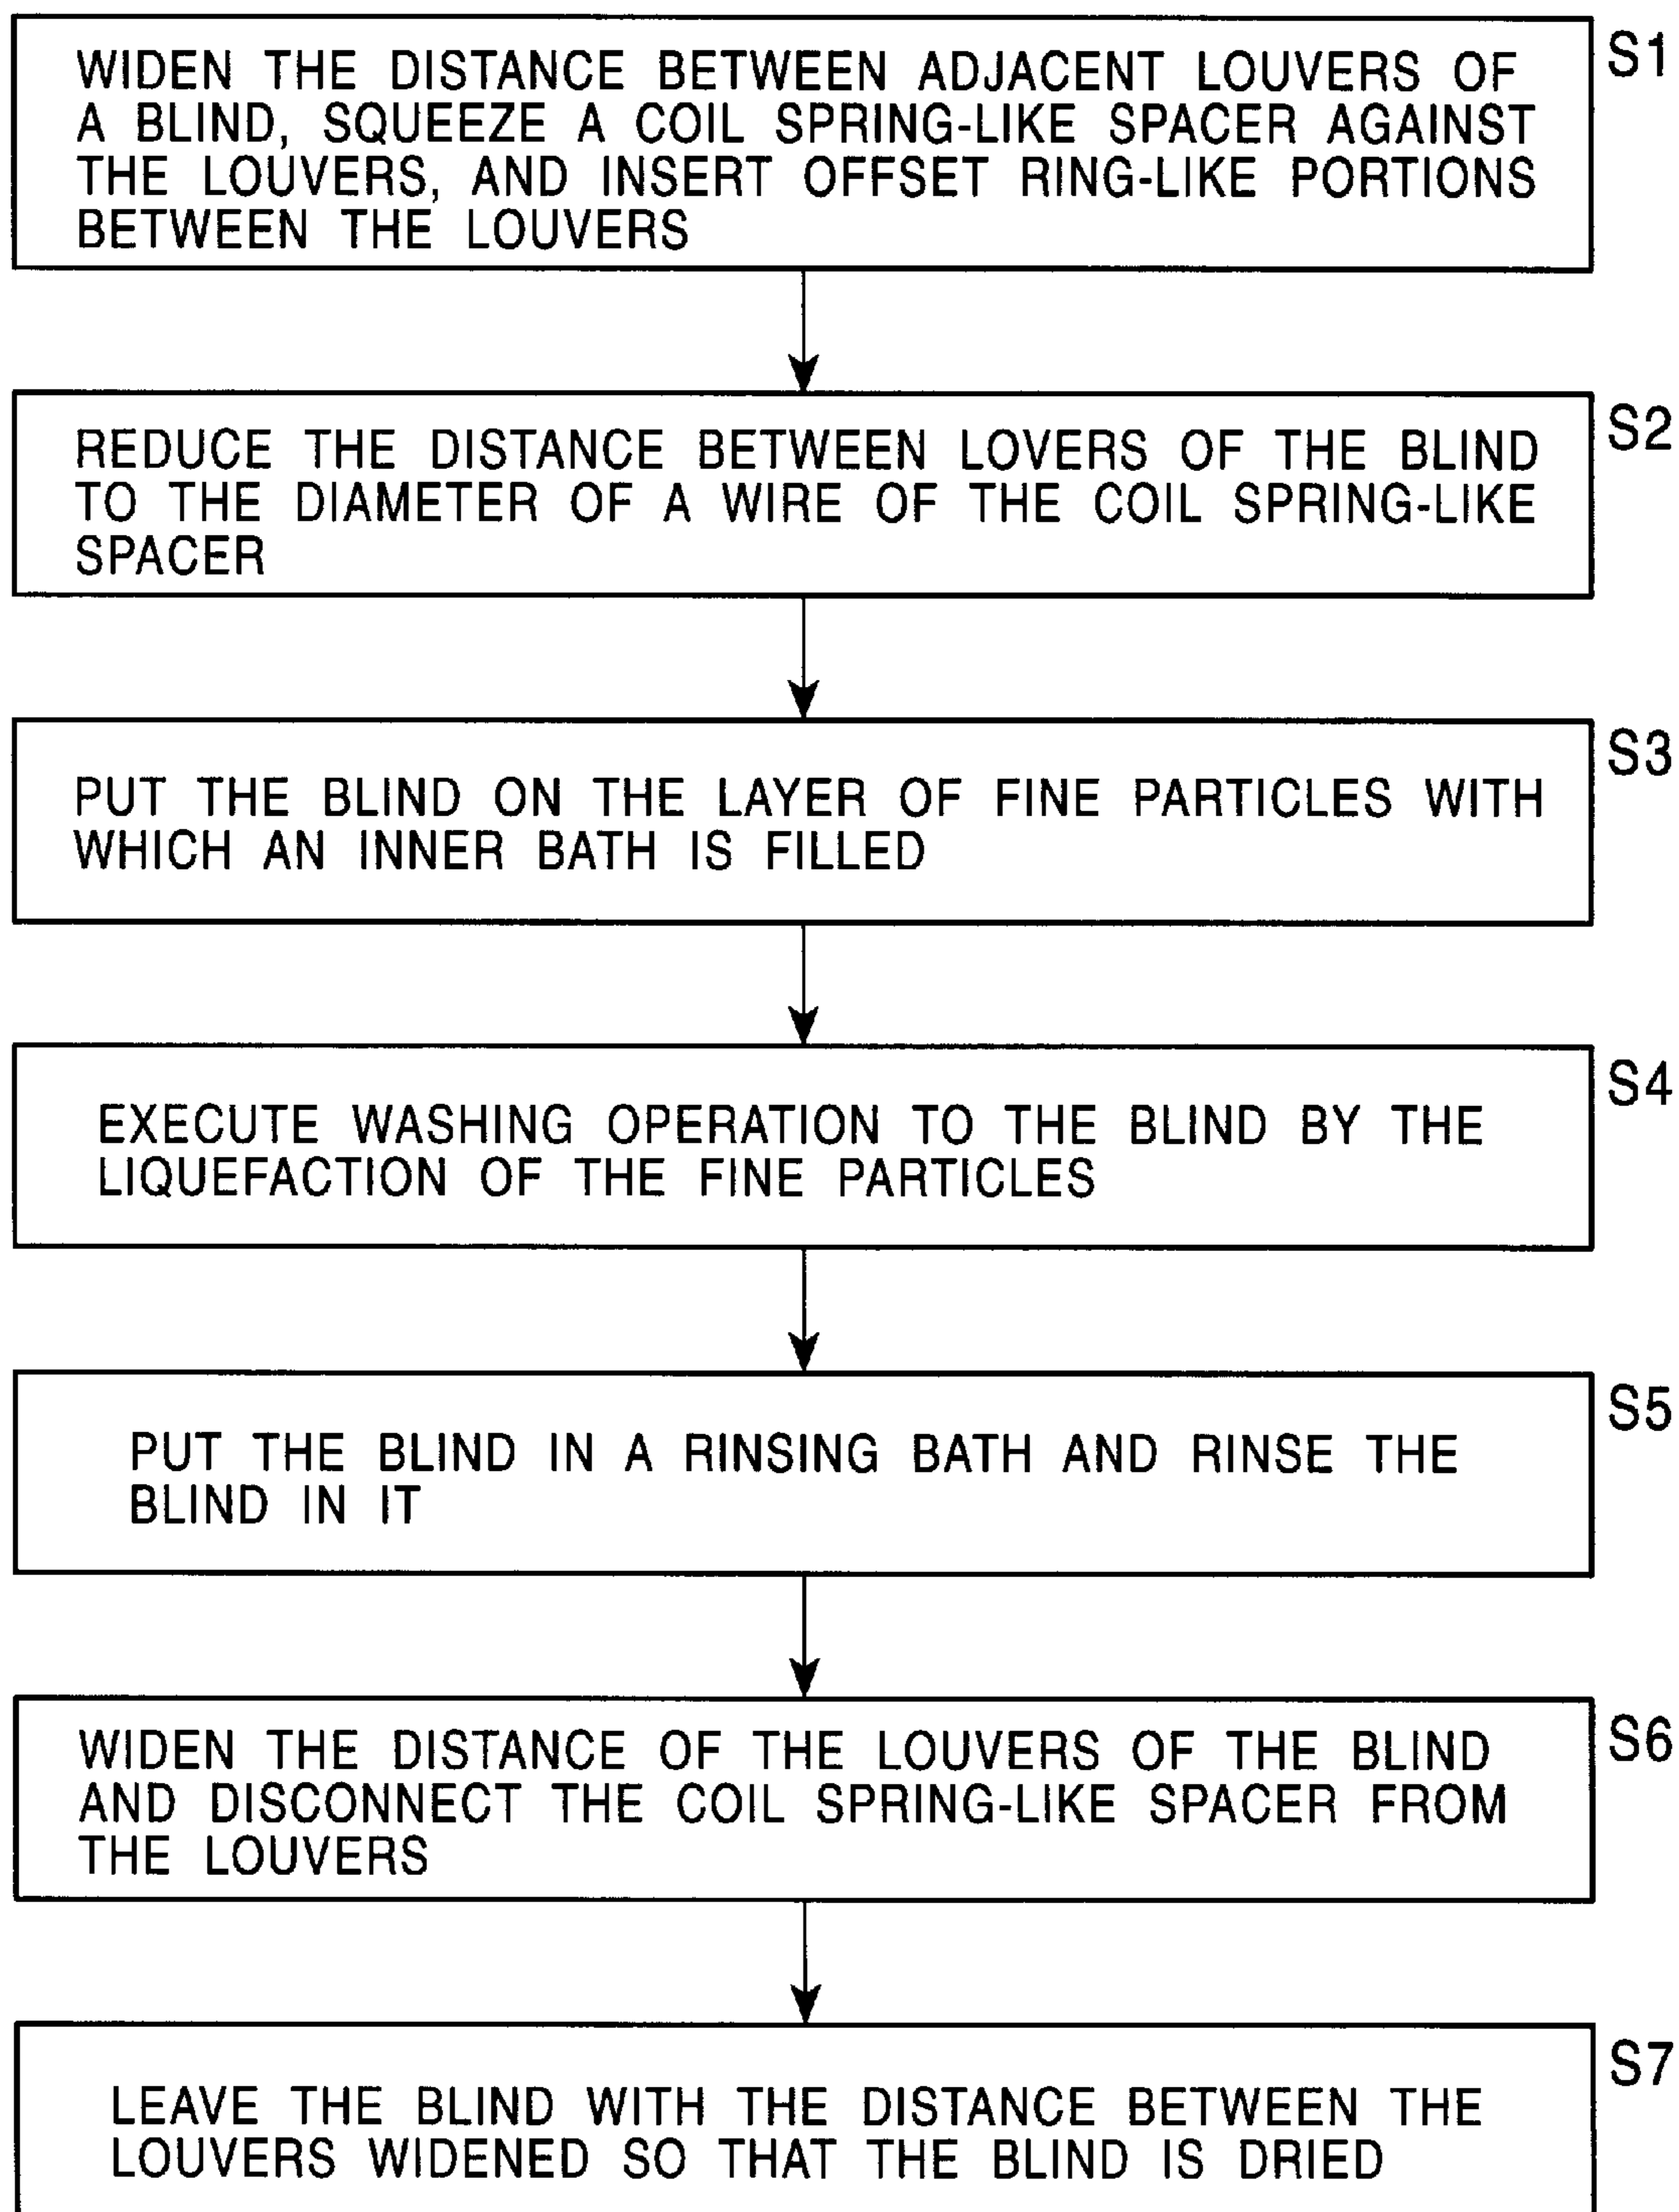 S1
WIDEN THE DISTANCE BETWEEN ADJACENT LOUVERS OF
A BLIND, SQUEEZE A COIL SPRING-LIKE SPACER AGAINST
THE LOUVERS, AND INSERT OFFSET RING-LIKE PORTIONS
BETWEEN THE LOUVERS
S2
REDUCE THE DISTANCE BETWEEN LOVERS OF THE BLIND
TO THE DIAMETER OF A WIRE OF THE COIL SPRING-LIKE
SPACER
S3
PUT THE BLIND ON THE LAYER OF FINE PARTICLES WITH
WHICH AN INNER BATH IS FILLED
S4
EXECUTE WASHING OPERATION TO THE BLIND BY THE
LIQUEFACTION OF THE FINE PARTICLES
S5
PUT THE BLIND IN A RINSING BATH AND RINSE THE
BLIND IN IT
S6
WIDEN THE DISTANCE OF THE LOUVERS OF THE BLIND
AND DISCONNECT THE COIL SPRING-LIKE SPACER FROM
THE LOUVERS
S7
LEAVE THE BLIND WITH THE DISTANCE BETWEEN THE
LOUVERS WIDENED SO THAT THE BLIND IS DRIED